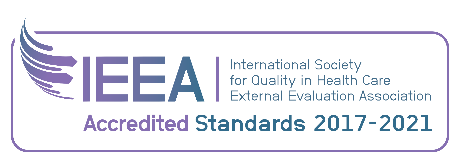 IEEA
International Society
for Quality in Health Care
External Evaluation Association
Accredited Standards 2017-2021